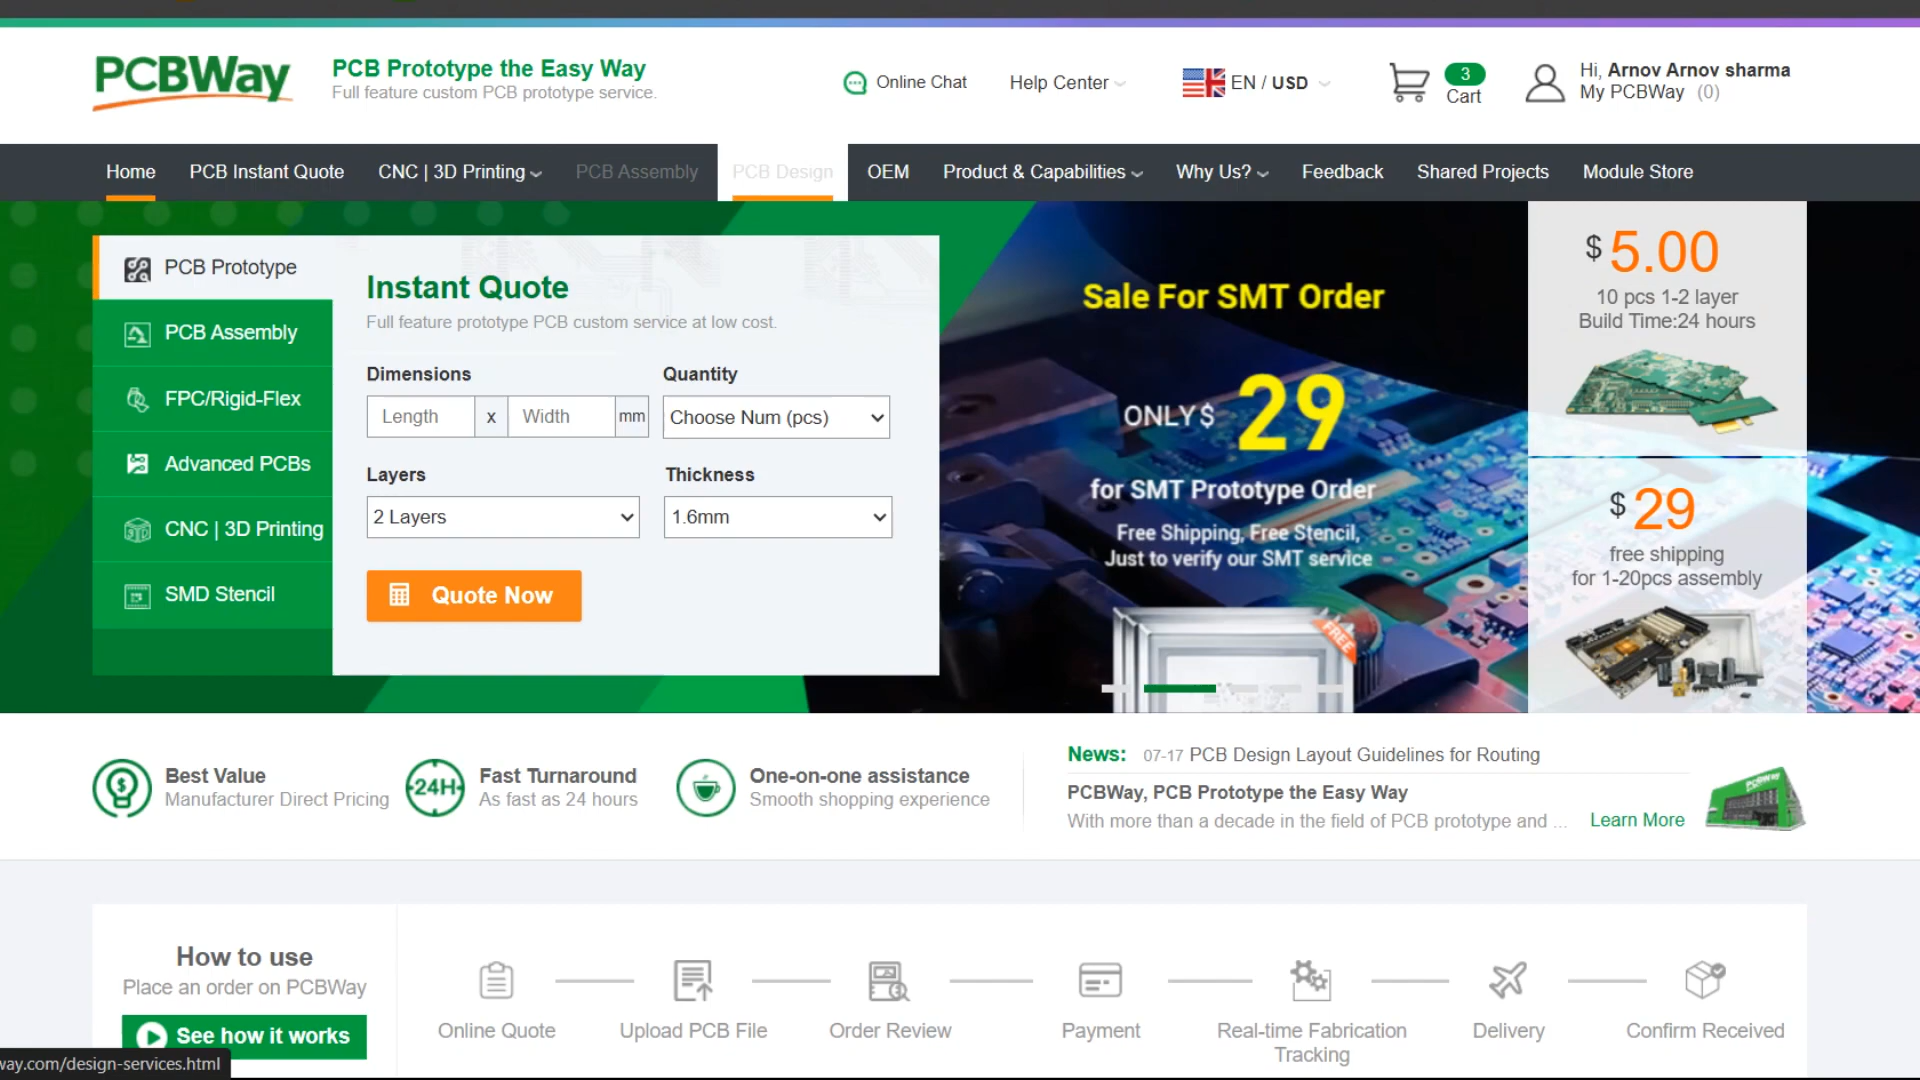 PCBWay
PCB Prototype the Easy Way
Full feature custom PCB prototype service.
Online Chat
Help Center
EN / USD
3
Cart
Hi, Arnov Arnov sharma
My PCBWay (0)
Home
PCB Instant Quote
CNC | 3D Printing
PCB Assembly
PCB Design
OEM
Product & Capabilities
Why Us?
Feedback
Shared Projects
Module Store
PCB Prototype
PCB Assembly
FPC/Rigid-Flex
Advanced PCBs
CNC | 3D Printing
SMD Stencil
Instant Quote
Full feature prototype PCB custom service at low cost.
Dimensions
Quantity
Length x Width mm
Choose Num (pcs)
Layers
Thickness
2 Layers
1.6mm
Quote Now
Sale For SMT Order
ONLY$ 29
for SMT Prototype Order
Free Shipping, Free Stencil,
Just to verify our SMT service
FREE
$ 5.00
10 pcs 1-2 layer
Build Time:24 hours
$ 29
free shipping
for 1-20pcs assembly
Best Value
Manufacturer Direct Pricing
24H
Fast Turnaround
As fast as 24 hours
One-on-one assistance
Smooth shopping experience
News: 07-17 PCB Design Layout Guidelines for Routing
PCBWay, PCB Prototype the Easy Way
With more than a decade in the field of PCB prototype and ...
Learn More
PCBWay
How to use
Place an order on PCBWay
See how it works
Online Quote
Upload PCB File
Order Review
Payment
Real-time Fabrication
Tracking
Delivery
Confirm Received
way.com/design-services.html